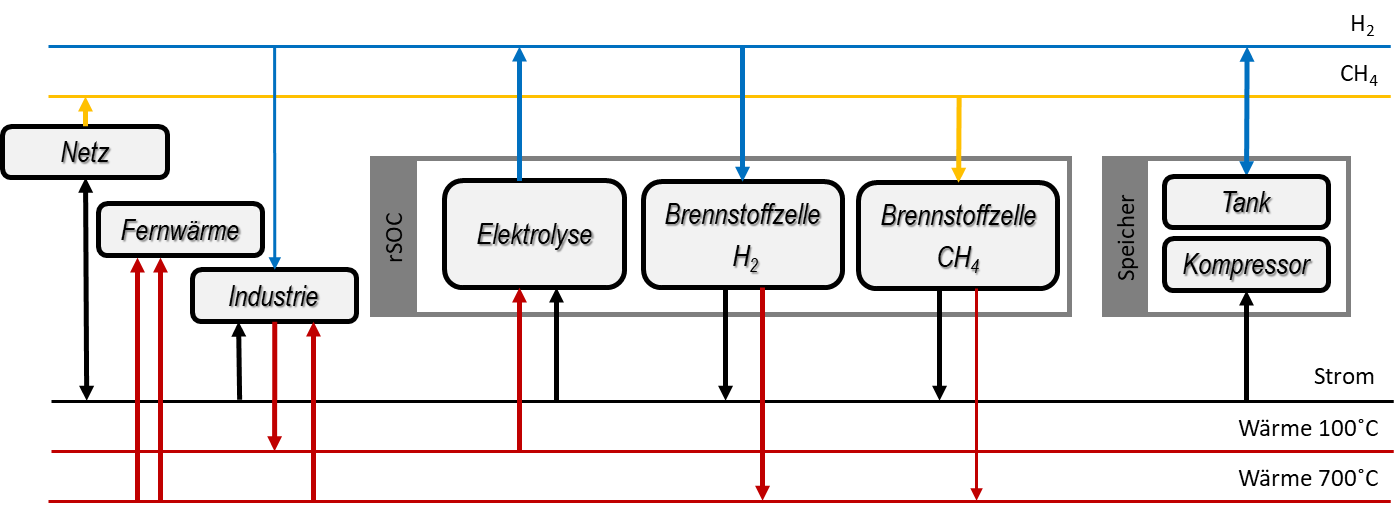 H₂
CH₄
Netz
Fernwärme
Industrie
rSOC
Elektrolyse
Brennstoffzelle
H₂
Brennstoffzelle
CH₄
Speicher
Tank
Kompressor
Strom
Wärme 100˚C
Wärme 700˚C